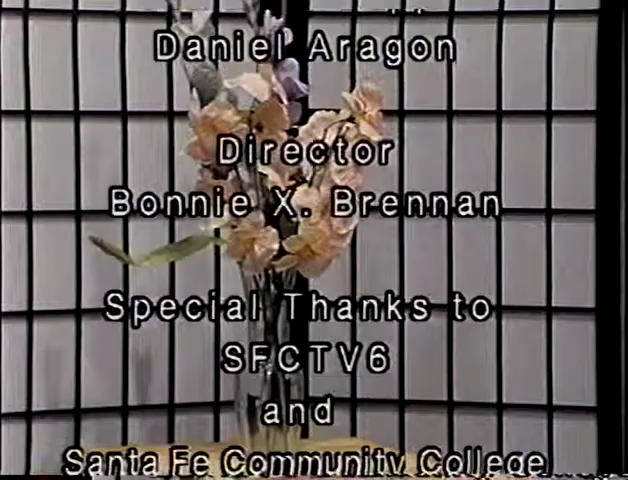 Daniel Aragon
Director
Bonnie X. Brennan
Special Thanks to
SFCTV6
and
Santa Fe Community College